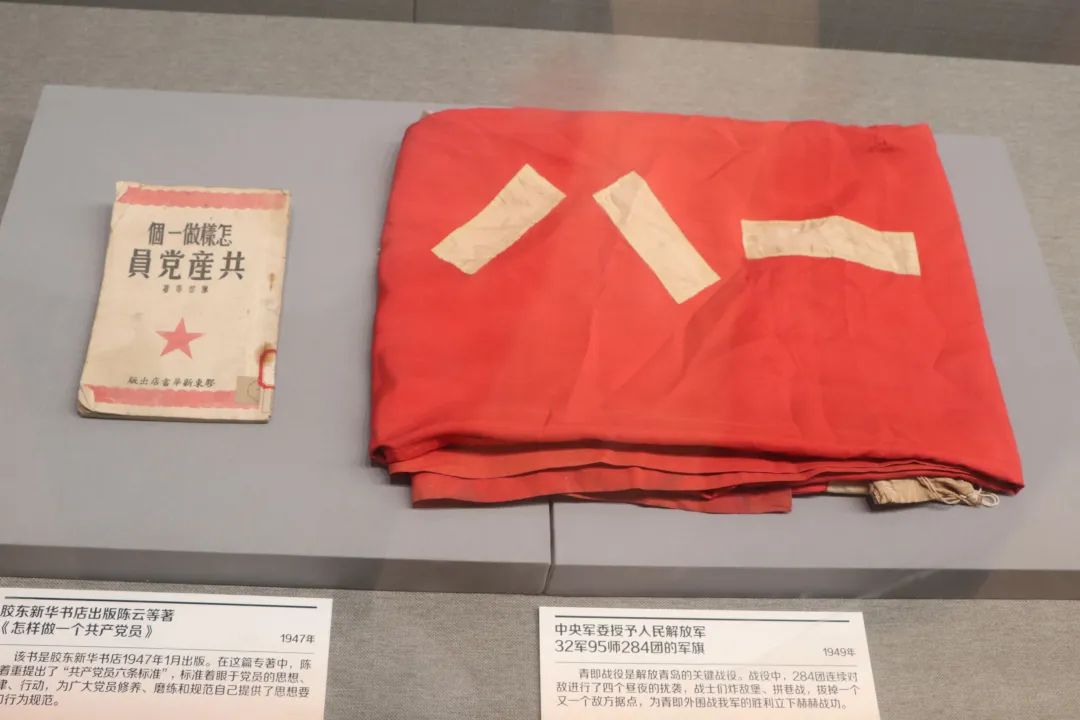 怎樣做一個
共産党員
陳雲等著
膠東新華書店出版
八一
胶东新华书店出版陈云等著
《怎样做一个共产党员》
1947年
该书是胶东新华书店1947年1月出版。在这篇专著中，陈
着重提出了“共产党员六条标准”，标准着眼于党员的思想、
律、行动，为广大党员修养、磨练和规范自己提供了思想要
行为规范。
中央军委授予人民解放军
32军95师284团的军旗
1949年
青即战役是解放青岛的关键战役。战役中，284团连续对
敌进行了四个昼夜的扰袭，战士们炸敌堡、拼巷战，拔掉一个
又一个敌方据点，为青即外围战我军的胜利立下赫赫战功。